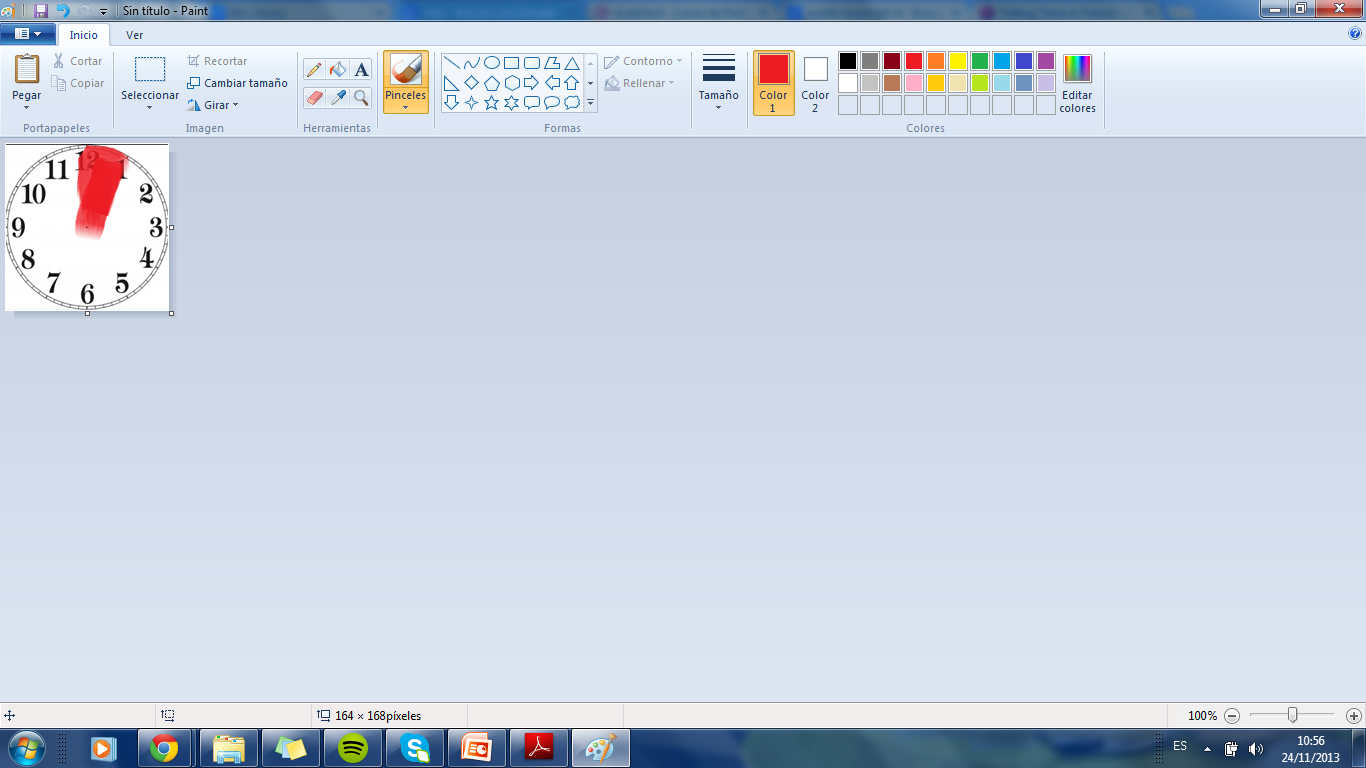 Sin título - Paint
Inicio Ver
Pegar
Cortar
Copiar
Portapapeles
Seleccionar
Recortar
Cambiar tamaño
Girar
Imagen
A
Herramientas
Pinceles
Contorno
Rellenar
Formas
Tamaño
Color
1
Color
2
Editar
colores
Colores
12
1
2
3
4
5
6
7
8
9
10
11
164 × 168píxeles
100%
ES
10:56
24/11/2013